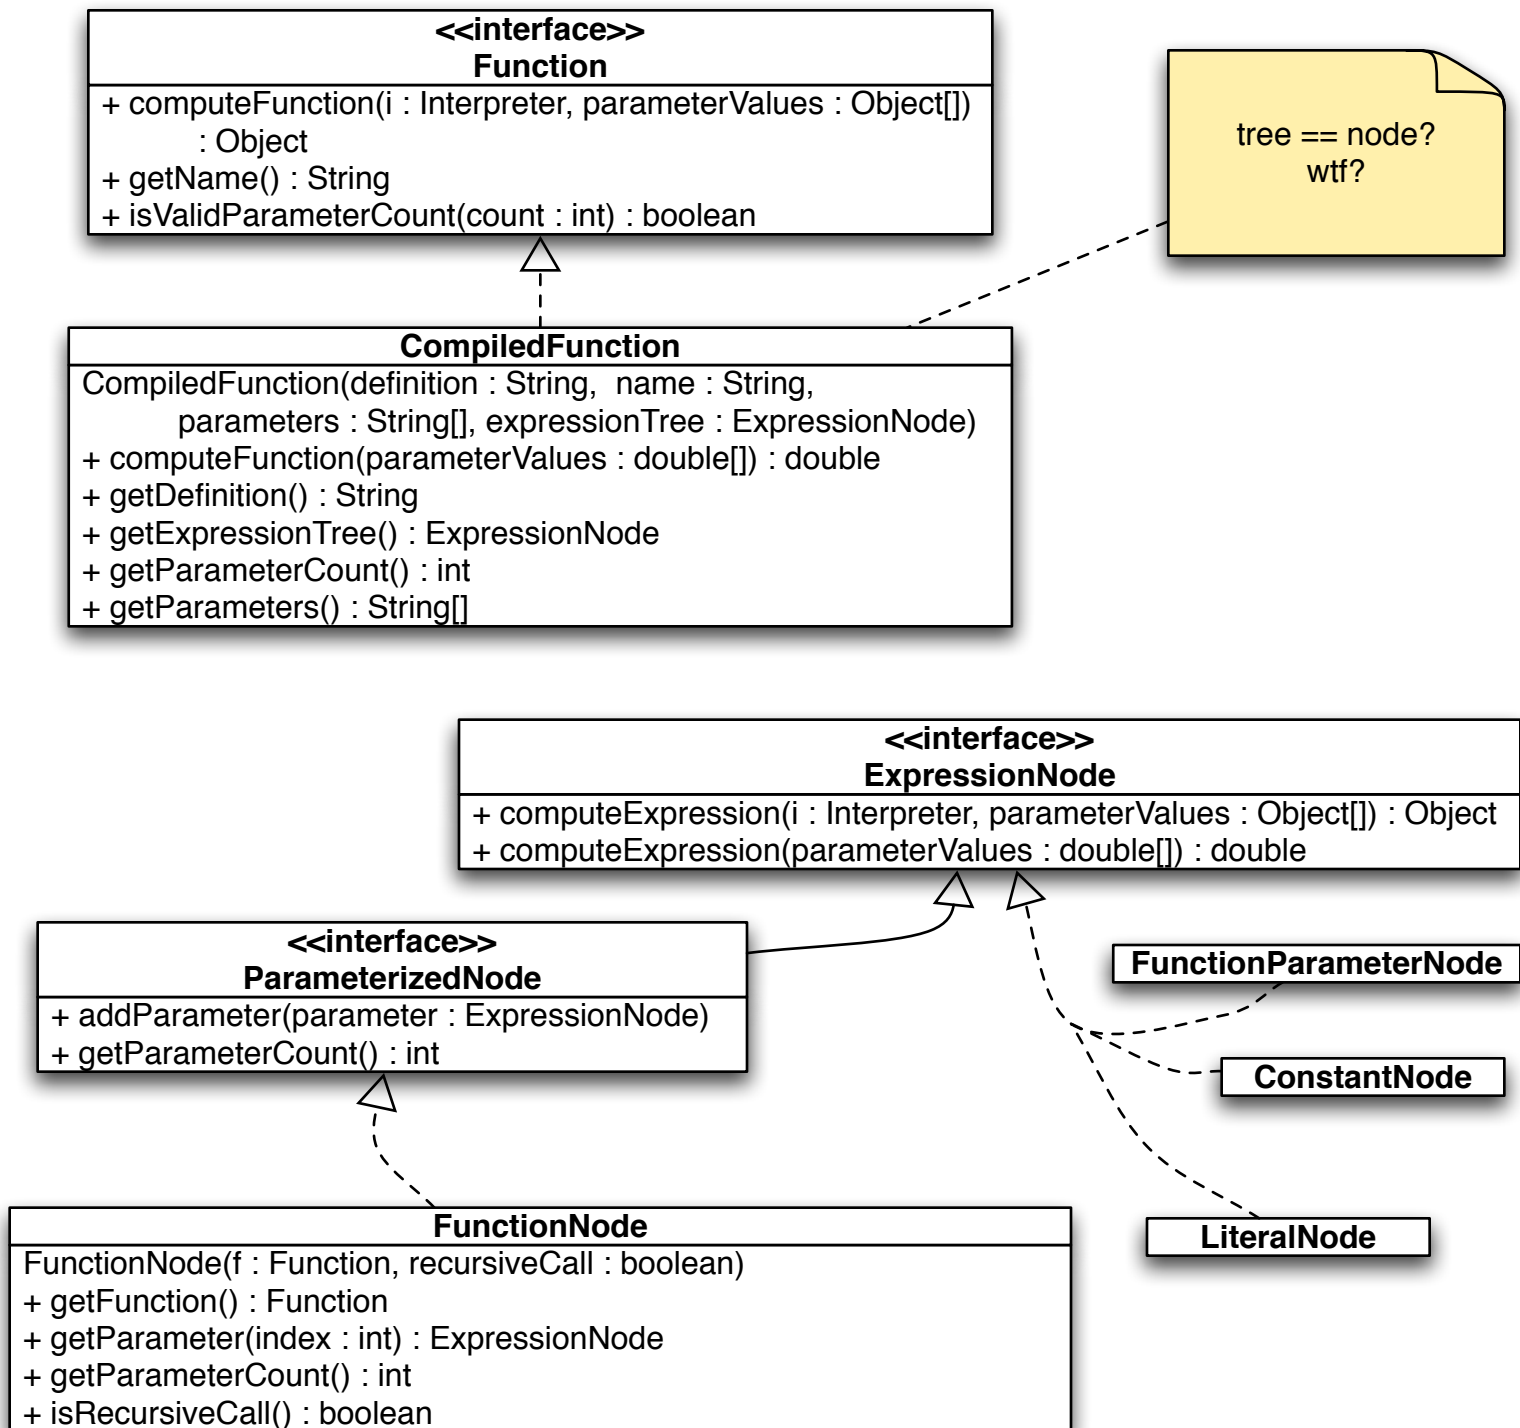 <<interface>>
Function
+ computeFunction(i : Interpreter, parameterValues : Object[])
: Object
+ getName() : String
+ isValidParameterCount(count : int) : boolean
tree == node?
wtf?
CompiledFunction
CompiledFunction(definition : String,  name : String,
parameters : String[], expressionTree : ExpressionNode)
+ computeFunction(parameterValues : double[]) : double
+ getDefinition() : String
+ getExpressionTree() : ExpressionNode
+ getParameterCount() : int
+ getParameters() : String[]
<<interface>>
ExpressionNode
+ computeExpression(i : Interpreter, parameterValues : Object[]) : Object
+ computeExpression(parameterValues : double[]) : double
<<interface>>
ParameterizedNode
+ addParameter(parameter : ExpressionNode)
+ getParameterCount() : int
FunctionParameterNode
ConstantNode
LiteralNode
FunctionNode
FunctionNode(f : Function, recursiveCall : boolean)
+ getFunction() : Function
+ getParameter(index : int) : ExpressionNode
+ getParameterCount() : int
+ isRecursiveCall() : boolean